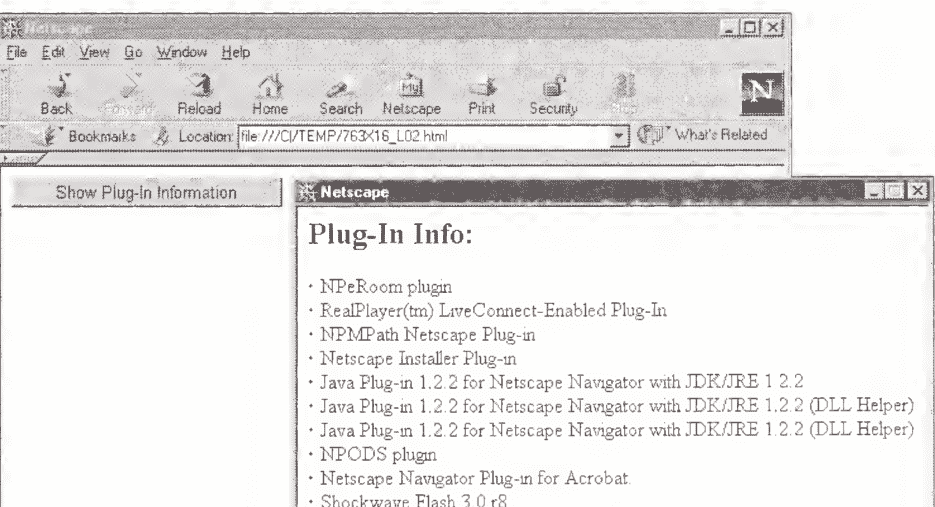 Netscape
File Edit View Go Window Help
Back Forward Reload Home Search Netscape Print Security Stop
My
N
Bookmarks Location: file:///C|/TEMP/763X16_L02.html What's Related
Show Plug-In Information
Netscape
Plug-In Info:
· NPeRoom plugin
· RealPlayer(tm) LiveConnect-Enabled Plug-In
· NPMPath Netscape Plug-in
· Netscape Installer Plug-in
· Java Plug-in 1.2.2 for Netscape Navigator with JDK/JRE 1.2.2
· Java Plug-in 1.2.2 for Netscape Navigator with JDK/JRE 1.2.2 (DLL Helper)
· Java Plug-in 1.2.2 for Netscape Navigator with JDK/JRE 1.2.2 (DLL Helper)
· NPODS plugin
· Netscape Navigator Plug-in for Acrobat.
· Shockwave Flash 3.0 r8